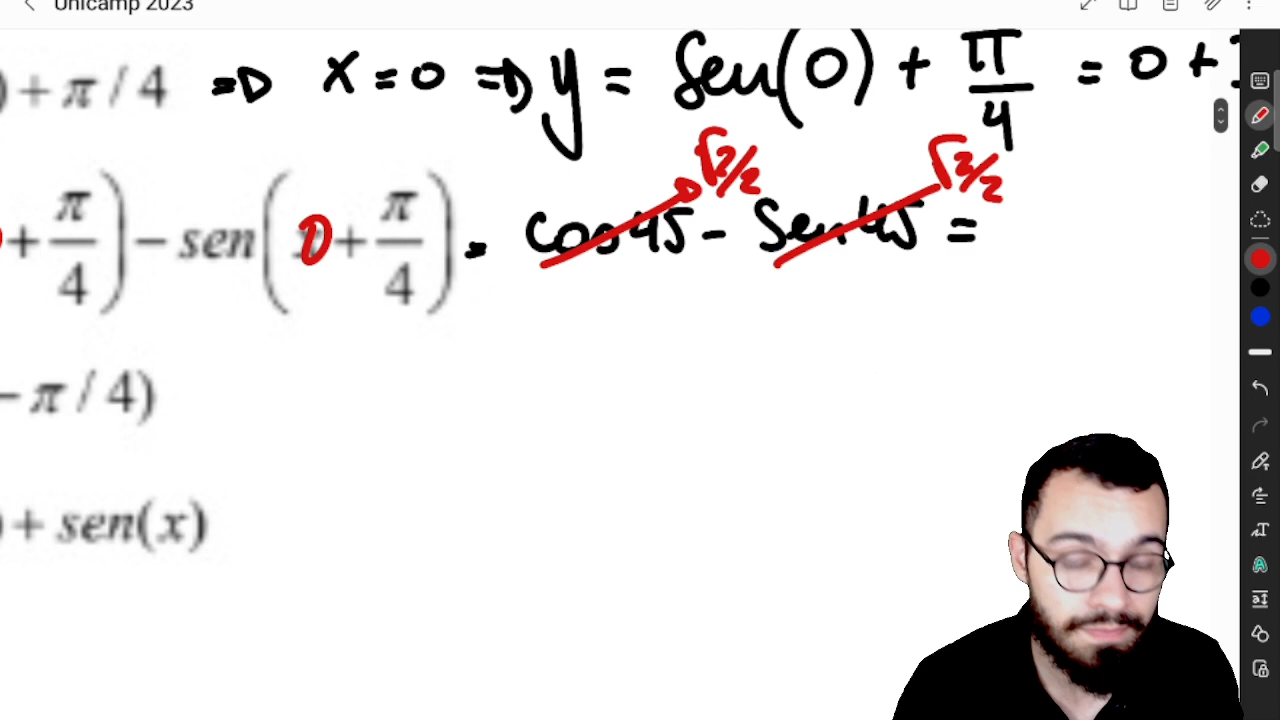 Unicamp 2023
) + π / 4 => x = 0 => y = Sen(0) + π/4 = 0 +
+ π/4) − sen(0 + π/4) = cos 45 - Sen 45 =
√2/2 √2/2
− π / 4)
) + sen(x)